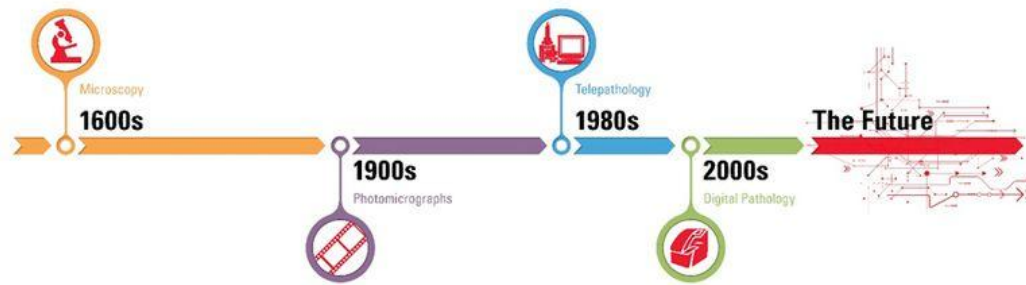 Microscopy
1600s
1900s
Photomicrographs
Telepathology
1980s
2000s
Digital Pathology
The Future